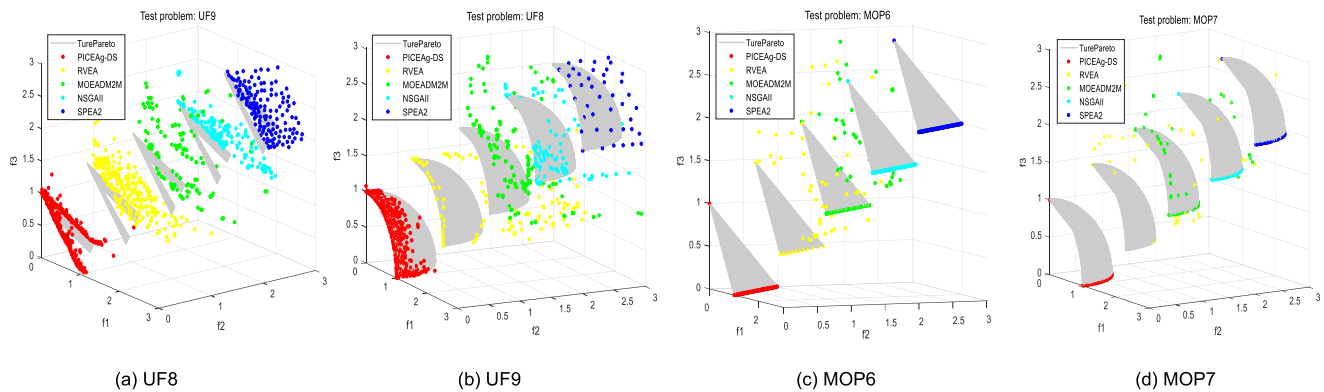 Test problem: UF9
TurePareto
PICEAg-DS
RVEA
MOEADM2M
NSGAII
SPEA2
3
2.5
2
1.5
1
0.5
0
f3
0
1
2
3
f1
0
1
2
3
f2
(a) UF8
Test problem: UF8
TurePareto
PICEAg-DS
RVEA
MOEADM2M
NSGAII
SPEA2
3
2.5
2
1.5
1
0.5
0
f3
0
1
2
3
f1
0
0.5
1
1.5
2
2.5
3
f2
(b) UF9
Test problem: MOP6
TurePareto
PICEAg-DS
RVEA
MOEADM2M
NSGAII
SPEA2
3
2.5
2
1.5
1
0.5
0
f3
0
2
f1
0
0.5
1
1.5
2
2.5
3
f2
(c) MOP6
Test problem: MOP7
TurePareto
PICEAg-DS
RVEA
MOEADM2M
NSGAII
SPEA2
3
2.5
2
1.5
1
0.5
0
f3
0
1
2
f1
0
0.5
1
1.5
2
2.5
3
f2
(d) MOP7